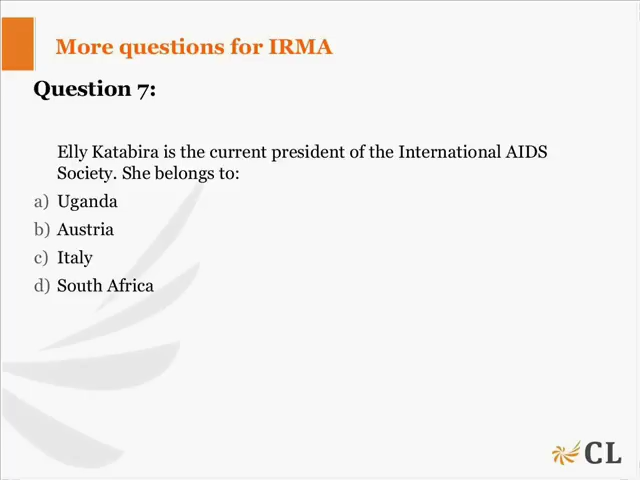 More questions for IRMA
Question 7:
Elly Katabira is the current president of the International AIDS
Society. She belongs to:
a) Uganda
b) Austria
c) Italy
d) South Africa
CL